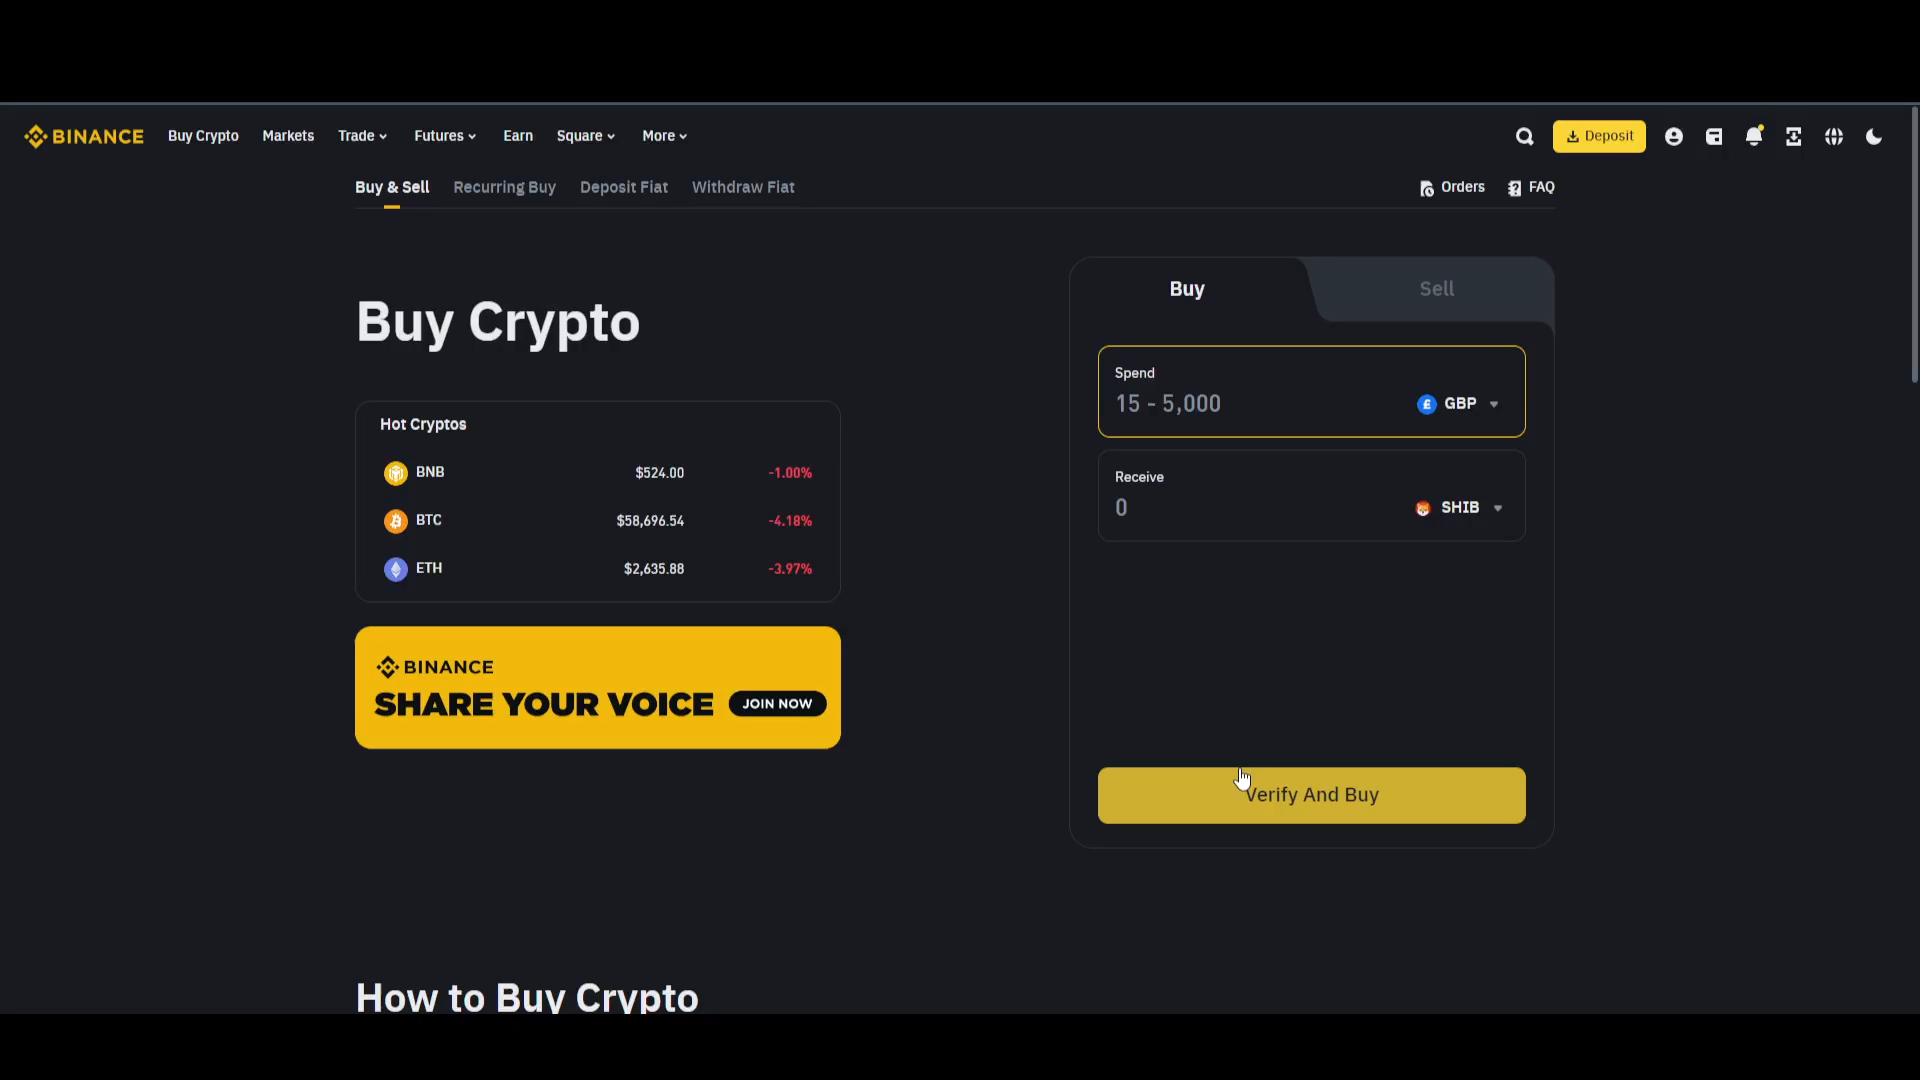 BINANCE Buy Crypto Markets Trade Futures Earn Square More Deposit
Buy & Sell Recurring Buy Deposit Fiat Withdraw Fiat Orders FAQ
Buy Crypto
Hot Cryptos
BNB $524.00 -1.00%
BTC $58,696.54 -4.18%
ETH $2,635.88 -3.97%
BINANCE
SHARE YOUR VOICE JOIN NOW
Buy Sell
Spend
15 - 5,000 £ GBP
Receive
0 SHIB
Verify And Buy
How to Buy Crypto